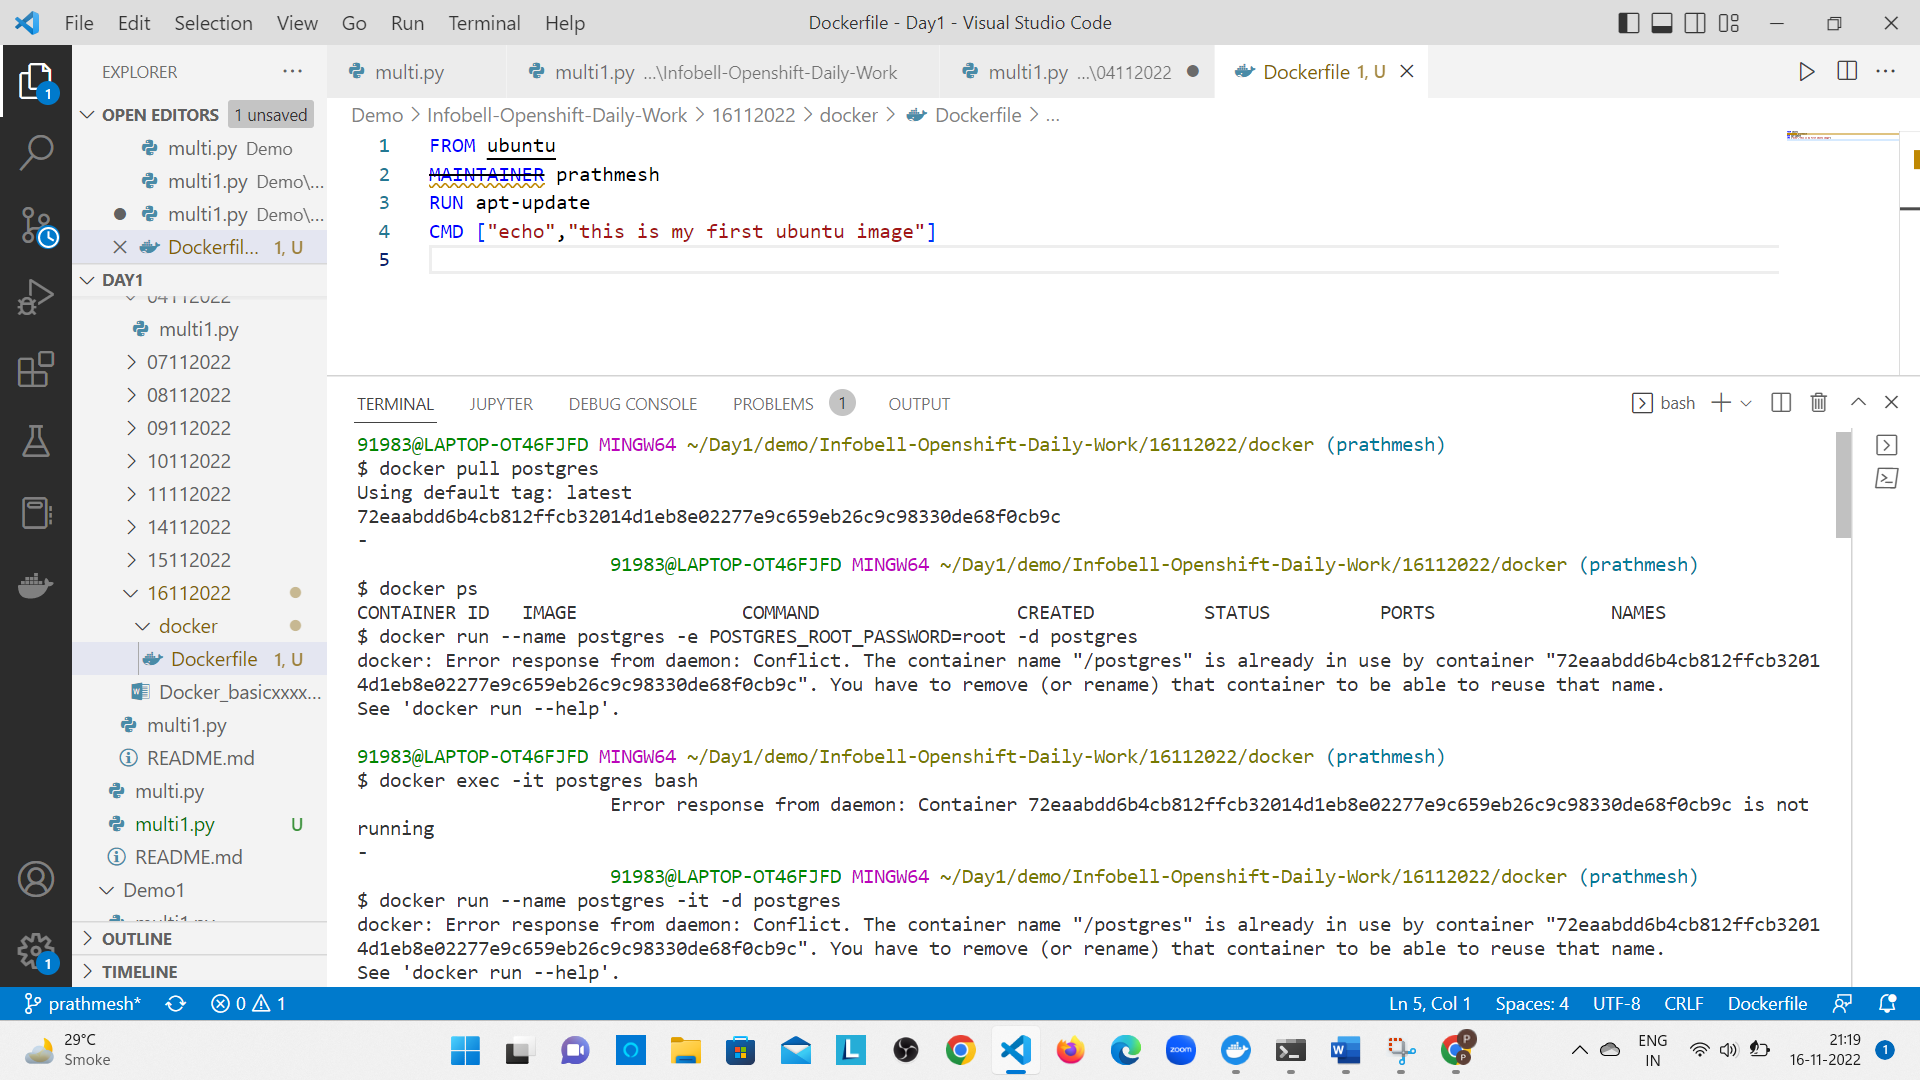 File Edit Selection View Go Run Terminal Help
Dockerfile - Day1 - Visual Studio Code
EXPLORER
OPEN EDITORS 1 unsaved
multi.py Demo
multi1.py Demo\...
multi1.py Demo\...
Dockerfil... 1, U
DAY1
04112022
multi1.py
07112022
08112022
09112022
10112022
11112022
14112022
15112022
16112022
docker
Dockerfile 1, U
Docker_basicxxxx...
multi1.py
README.md
multi.py
multi1.py U
README.md
Demo1
multi1.py
OUTLINE
TIMELINE
1
1
multi.py
multi1.py ...\Infobell-Openshift-Daily-Work
multi1.py ...\04112022
Dockerfile 1, U
Demo > Infobell-Openshift-Daily-Work > 16112022 > docker > Dockerfile > ...
1 FROM ubuntu
2 MAINTAINER prathmesh
3 RUN apt-update
4 CMD ["echo","this is my first ubuntu image"]
5
TERMINAL JUPYTER DEBUG CONSOLE PROBLEMS 1 OUTPUT
bash
91983@LAPTOP-OT46FJFD MINGW64 ~/Day1/demo/Infobell-Openshift-Daily-Work/16112022/docker (prathmesh)
$ docker pull postgres
Using default tag: latest
72eaabdd6b4cb812ffcb32014d1eb8e02277e9c659eb26c9c98330de68f0cb9c
-
91983@LAPTOP-OT46FJFD MINGW64 ~/Day1/demo/Infobell-Openshift-Daily-Work/16112022/docker (prathmesh)
$ docker ps
CONTAINER ID IMAGE COMMAND CREATED STATUS PORTS NAMES
$ docker run --name postgres -e POSTGRES_ROOT_PASSWORD=root -d postgres
docker: Error response from daemon: Conflict. The container name "/postgres" is already in use by container "72eaabdd6b4cb812ffcb3201
4d1eb8e02277e9c659eb26c9c98330de68f0cb9c". You have to remove (or rename) that container to be able to reuse that name.
See 'docker run --help'.
91983@LAPTOP-OT46FJFD MINGW64 ~/Day1/demo/Infobell-Openshift-Daily-Work/16112022/docker (prathmesh)
$ docker exec -it postgres bash
Error response from daemon: Container 72eaabdd6b4cb812ffcb32014d1eb8e02277e9c659eb26c9c98330de68f0cb9c is not
running
-
91983@LAPTOP-OT46FJFD MINGW64 ~/Day1/demo/Infobell-Openshift-Daily-Work/16112022/docker (prathmesh)
$ docker run --name postgres -it -d postgres
docker: Error response from daemon: Conflict. The container name "/postgres" is already in use by container "72eaabdd6b4cb812ffcb3201
4d1eb8e02277e9c659eb26c9c98330de68f0cb9c". You have to remove (or rename) that container to be able to reuse that name.
See 'docker run --help'.
prathmesh* 0 1
Ln 5, Col 1 Spaces: 4 UTF-8 CRLF Dockerfile
29°C
Smoke
zoom
ENG
IN
21:19
16-11-2022
1